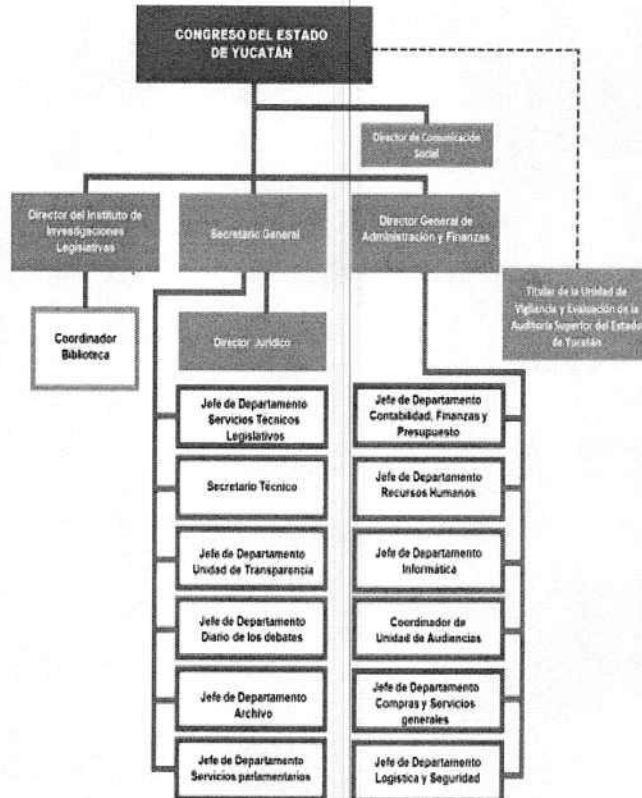 CONGRESO DEL ESTADO
DE YUCATÁN
Director de Comunicación
Social
Director del Instituto de
Investigaciones
Legislativas
Secretario General
Director General de
Administración y Finanzas
Titular de la Unidad de
Vigilancia y Evaluación de la
Auditoría Superior del Estado
de Yucatán
Coordinador
Biblioteca
Director Jurídico
Jefe de Departamento
Servicios Técnicos
Legislativos
Secretario Técnico
Jefe de Departamento
Unidad de Transparencia
Jefe de Departamento
Diario de los debates
Jefe de Departamento
Archivo
Jefe de Departamento
Servicios parlamentarios
Jefe de Departamento
Contabilidad, Finanzas y
Presupuesto
Jefe de Departamento
Recursos Humanos
Jefe de Departamento
Informática
Coordinador de
Unidad de Audiencias
Jefe de Departamento
Compras y Servicios
generales
Jefe de Departamento
Logística y Seguridad